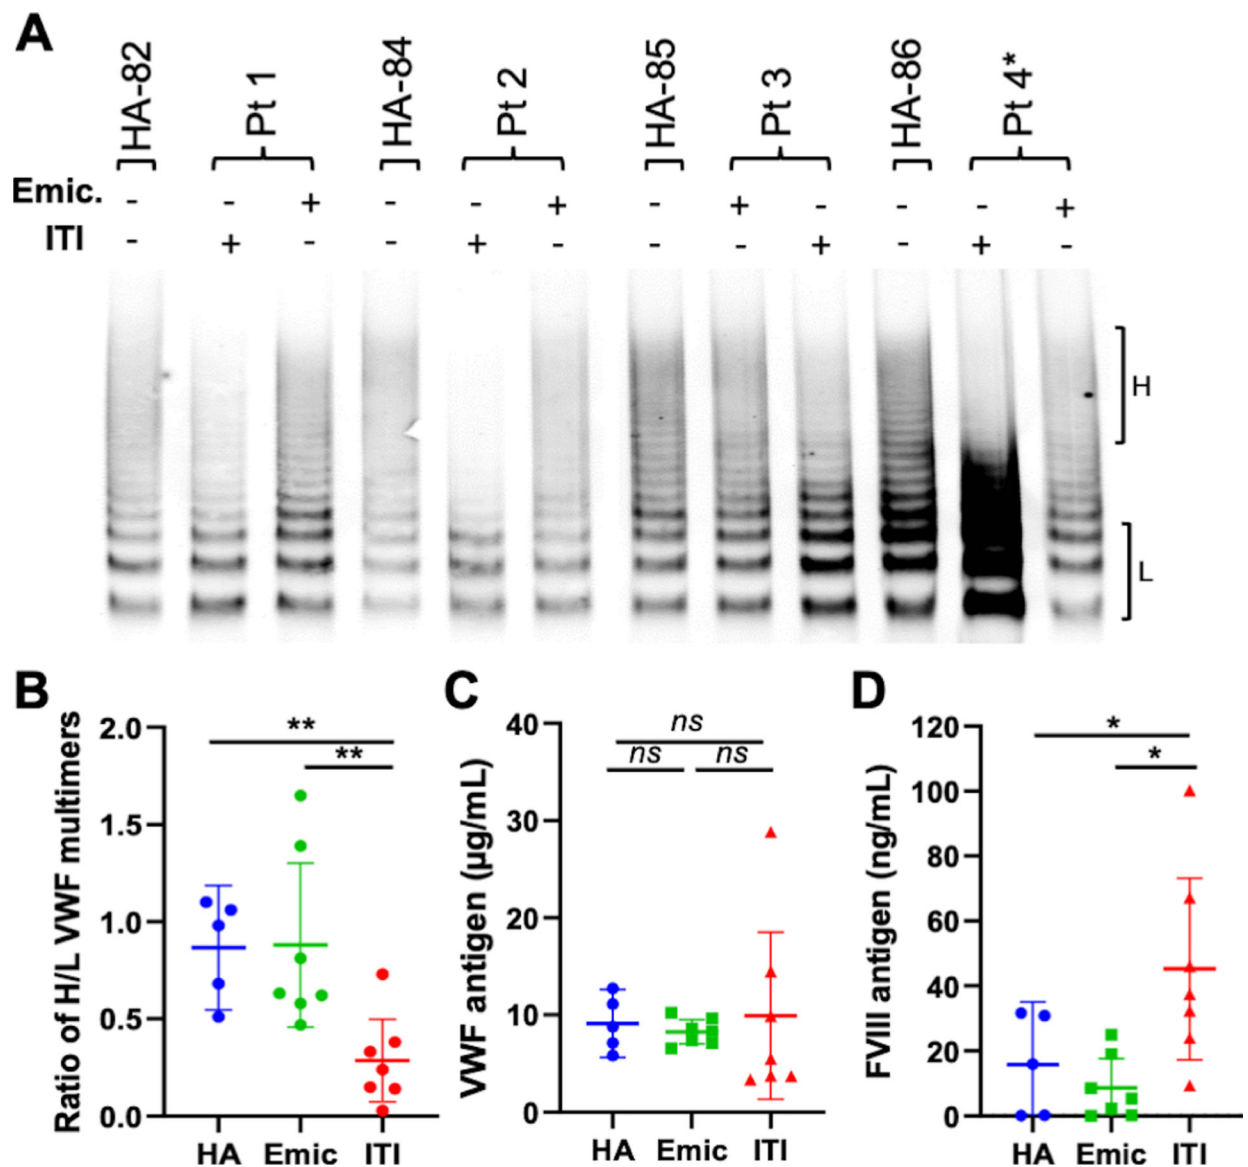 A
HA-82 Pt 1 HA-84 Pt 2 HA-85 Pt 3 HA-86 Pt 4*
Emic. - - + - - + - + - - - +
ITI - + - - + - - - + - + -
H
L
B
Ratio of H/L VWF multimers
2.0
1.5
1.0
0.5
0.0
**
**
HA Emic ITI
C
VWF antigen (µg/mL)
40
30
20
10
0
ns
ns ns
HA Emic ITI
D
FVIII antigen (ng/mL)
120
100
80
60
40
20
0
*
*
HA Emic ITI